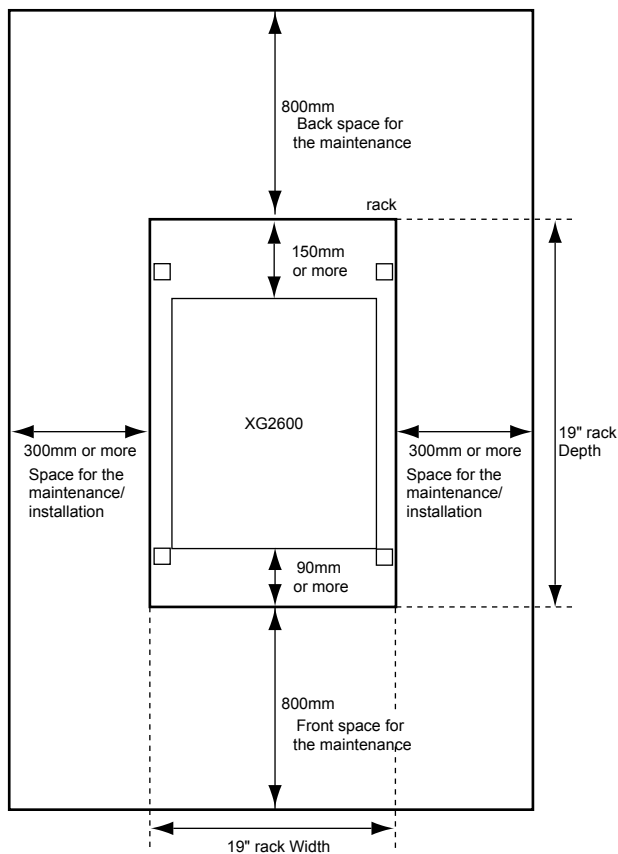 800mm
Back space for
the maintenance
rack
150mm
or more
XG2600
300mm or more
Space for the
maintenance/
installation
300mm or more
Space for the
maintenance/
installation
19" rack
Depth
90mm
or more
800mm
Front space for
the maintenance
19" rack Width